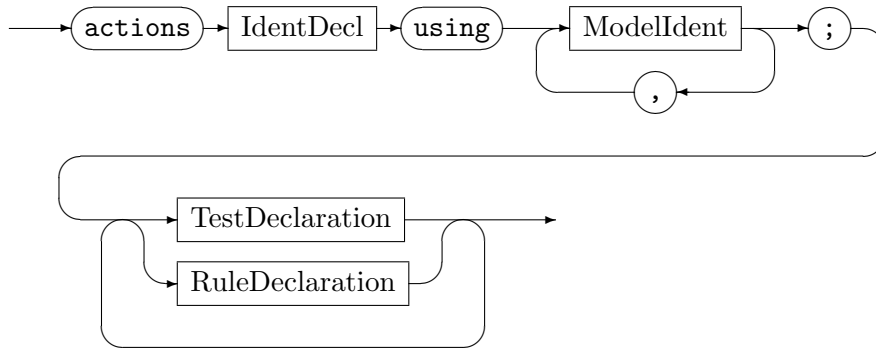 actions IdentDecl using ModelIdent ;
,
TestDeclaration
RuleDeclaration